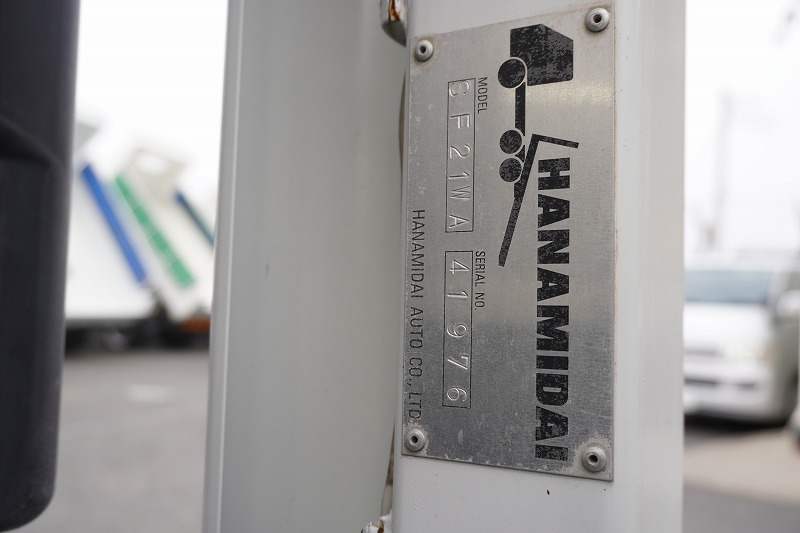 HANAMIDAI
MODEL
SF21WA
SERIAL NO.
41976
HANAMIDAI AUTO CO., LTD.